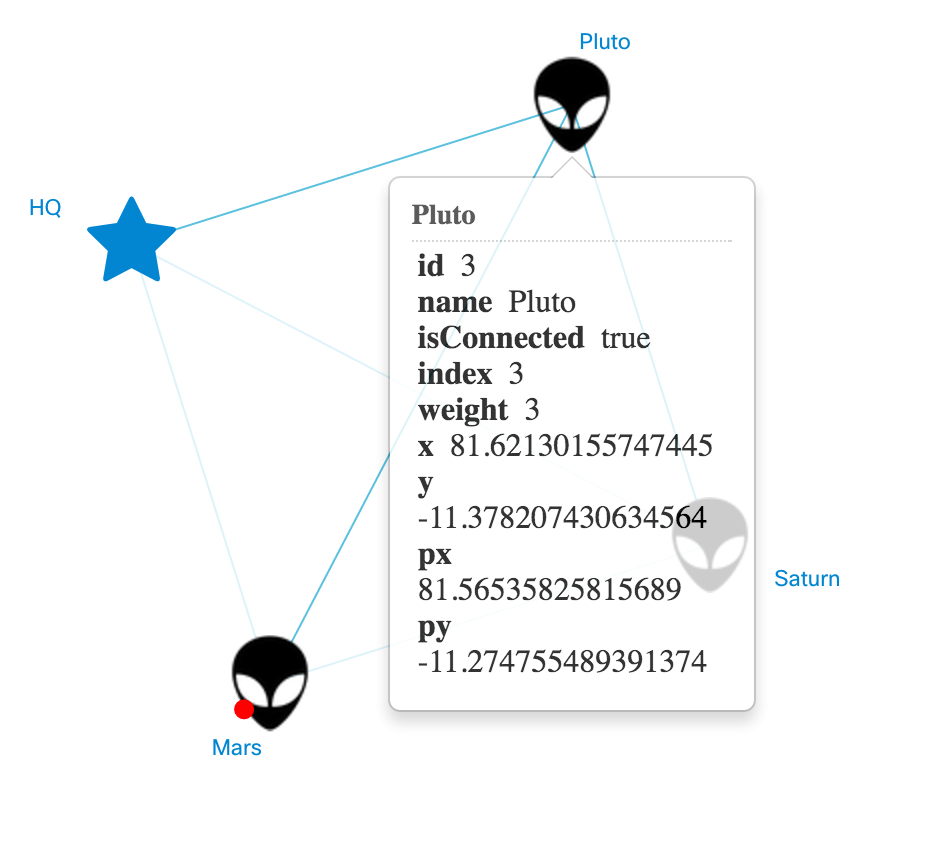 Pluto
HQ
Pluto
id 3
name Pluto
isConnected true
index 3
weight 3
x 81.62130155747445
y
-11.378207430634564
px
81.56535825815689
py
-11.274755489391374
Saturn
Mars